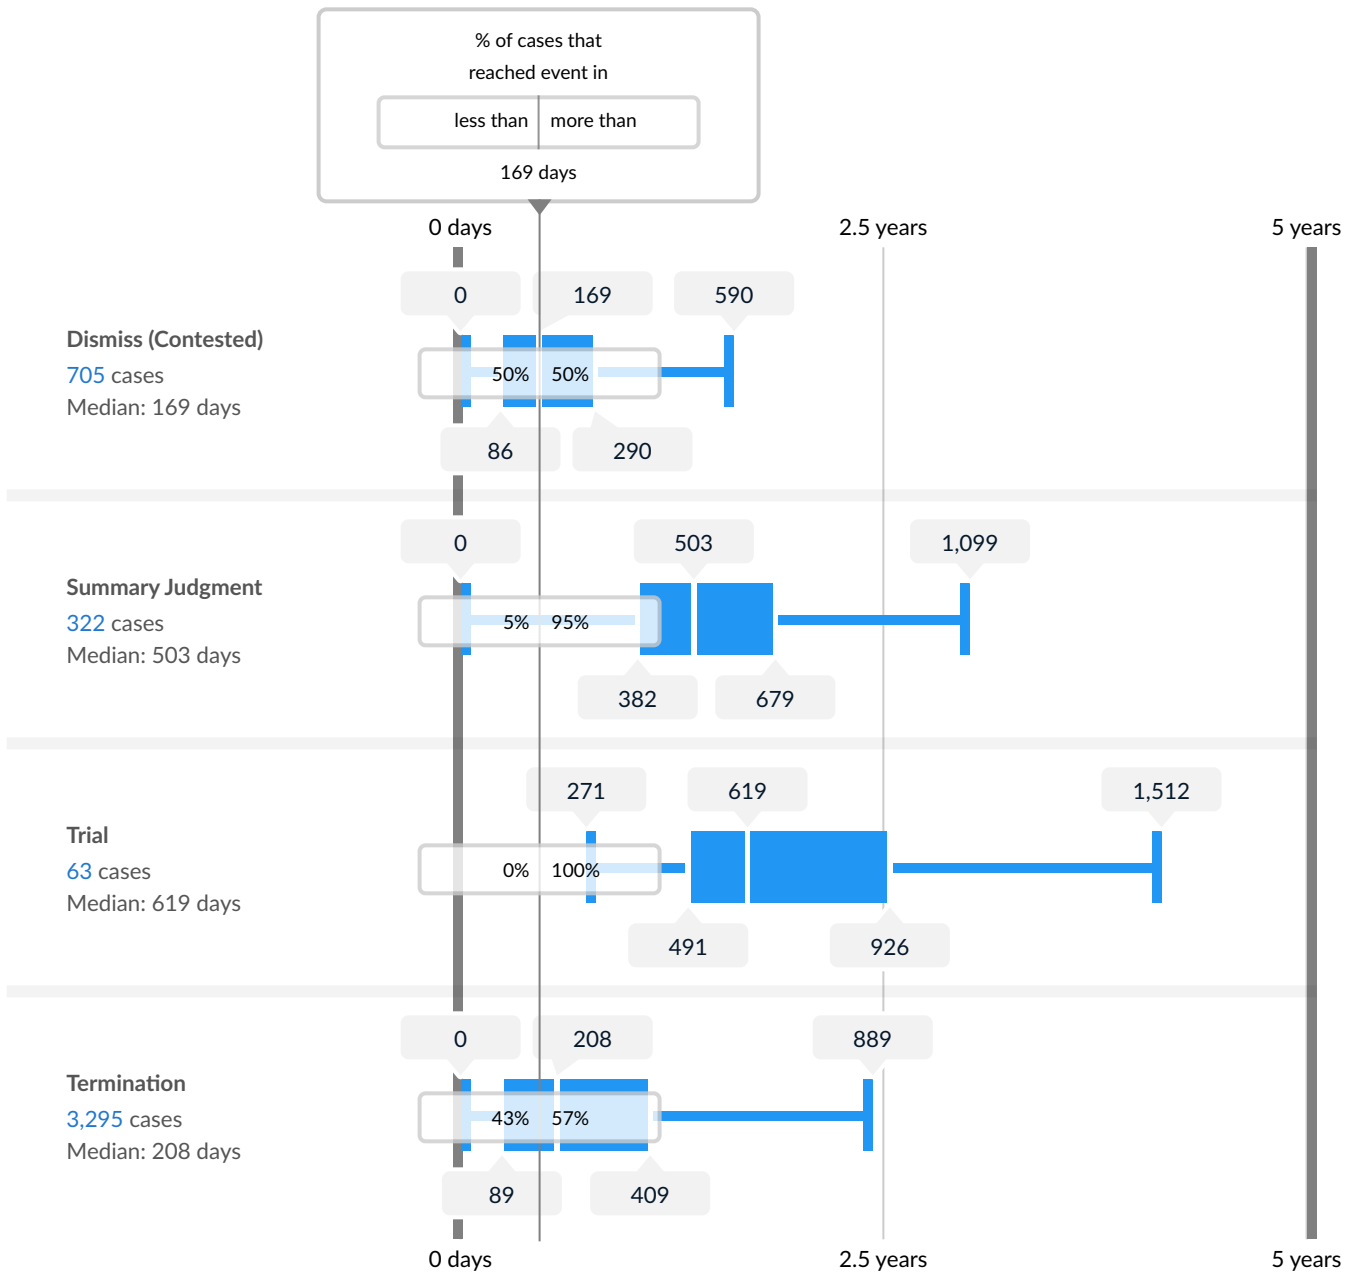 % of cases that
reached event in
less than more than
169 days
0 days 2.5 years 5 years
0 169 590
Dismiss (Contested)
705 cases
50% 50%
Median: 169 days
86 290
0 503 1,099
Summary Judgment
322 cases
5% 95%
Median: 503 days
382 679
271 619 1,512
Trial
63 cases
0% 100%
Median: 619 days
491 926
0 208 889
Termination
3,295 cases
43% 57%
Median: 208 days
89 409
0 days 2.5 years 5 years